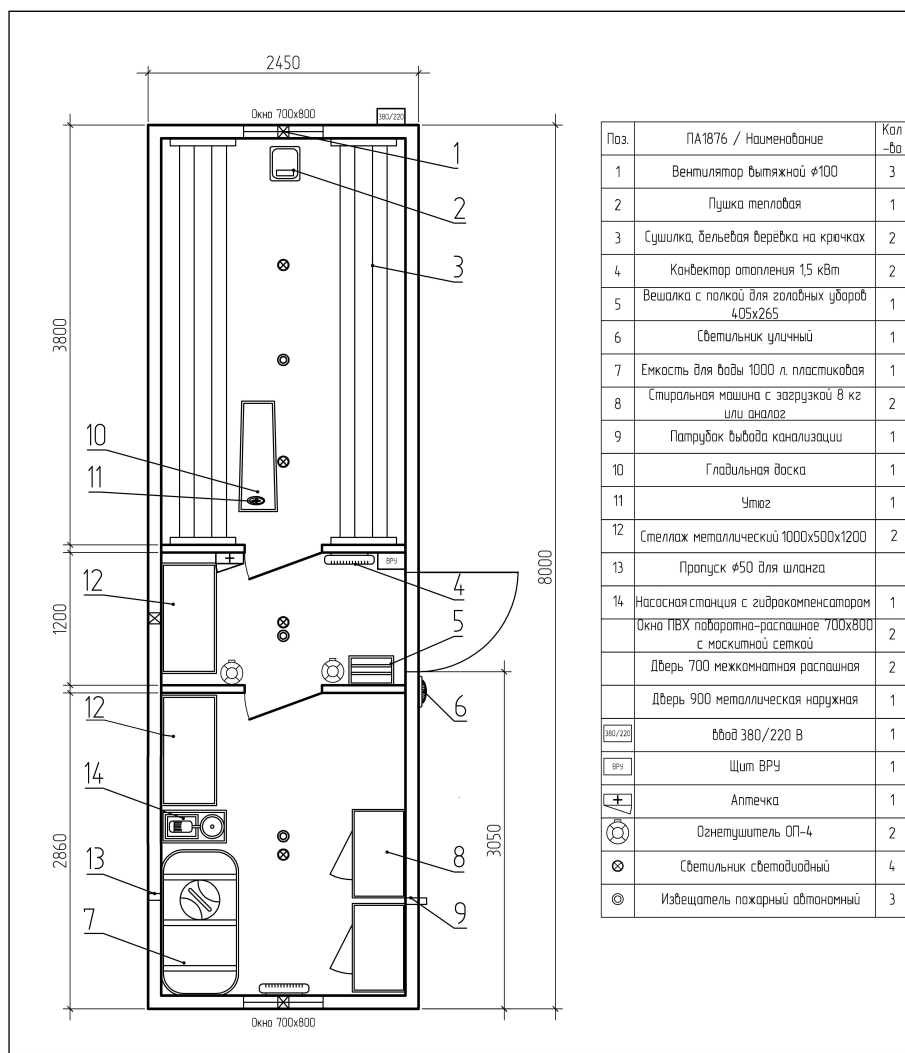 2450
Окно 700х800
380/220
1
2
3
3800
10
11
ВРУ
12
4
1200
8000
5
12
6
14
2860
3050
13
8
9
7
Окно 700х800
Поз. ПА1876 / Наименование Кол
-во
1 Вентилятор вытяжной ϕ100 3
2 Пушка тепловая 1
3 Сушилка, бельевая верёвка на крючках 2
4 Конвектор отопления 1,5 кВт 2
5 Вешалка с полкой для головных уборов 1
405х265
6 Светильник уличный 1
7 Емкость для воды 1000 л. пластиковая 1
8 Стиральная машина с загрузкой 8 кг 2
или аналог
9 Патрубок вывода канализации 1
10 Гладильная доска 1
11 Утюг 1
12 Стеллаж металлический 1000х500х1200 2
13 Пропуск ϕ50 для шланга
14 Насосная станция с гидрокомпенсатором 1
Окно ПВХ поворотно-распашное 700х800 2
с москитной сеткой
Дверь 700 межкомнатная распашная 2
Дверь 900 металлическая наружная 1
380/220 ввод 380/220 В 1
ВРУ Щит ВРУ 1
Аптечка 1
Огнетушитель ОП-4 2
Светильник светодиодный 4
Извещатель пожарный автономный 3